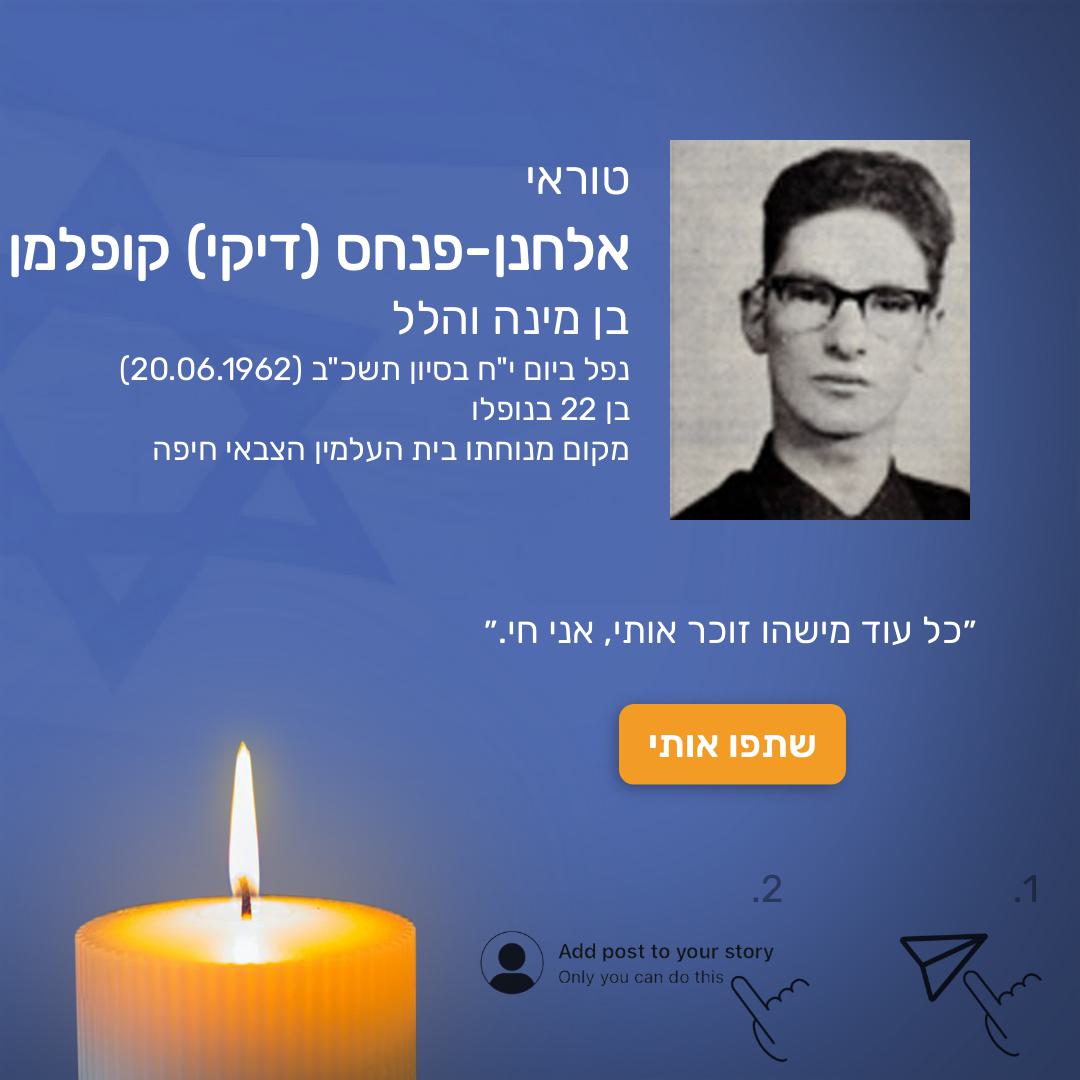 טוראי
אלחנן-פנחס (דיקי) קופלמן
בן מינה והלל
נפל ביום י"ח בסיון תשכ"ב (20.06.1962)
בן 22 בנופלו
מקום מנוחתו בית העלמין הצבאי חיפה
״כל עוד מישהו זוכר אותי, אני חי.״
שתפו אותי
1.
2.
Add post to your story
Only you can do this